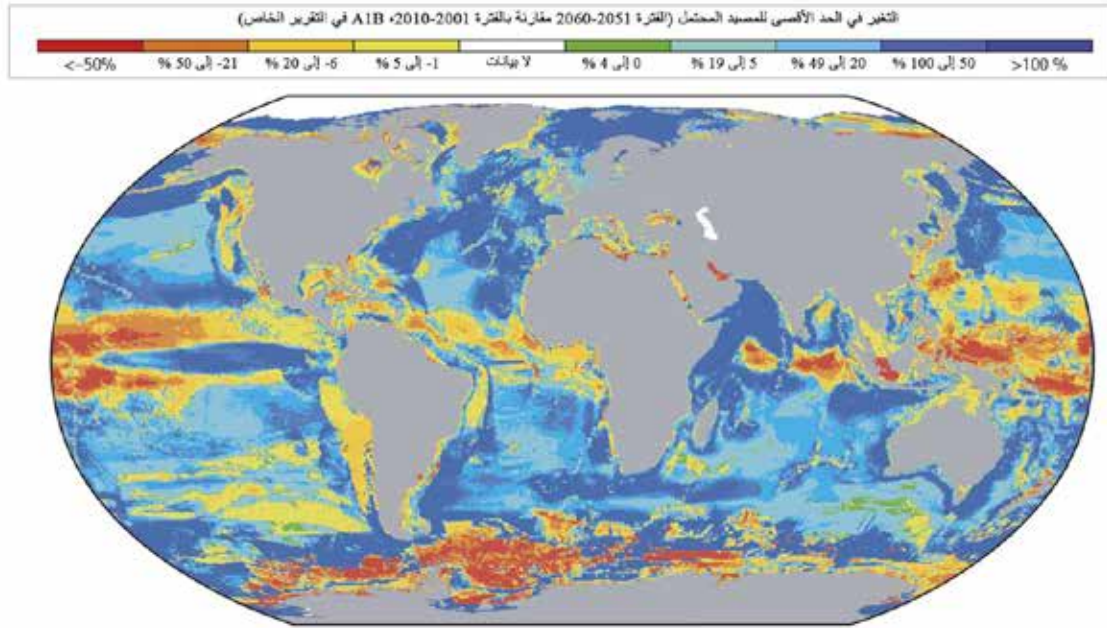 التغير في الحد الأقصى للمصيد المحتمل (الفترة 2051-2060 مقارنة بالفترة 2001-2010، A1B في التقرير الخاص)
<-50% 21- إلى 50 % 6- إلى 20 % 1- إلى 5 % لا بيانات 0 إلى 4 % 5 إلى 19 % 20 إلى 49 % 50 إلى 100 % >100 %